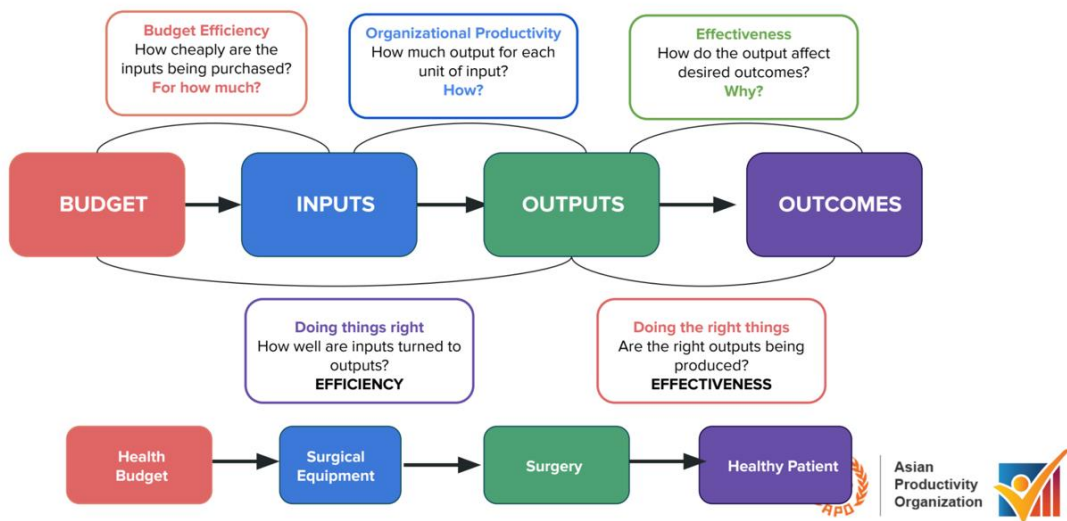 Budget Efficiency
How cheaply are the
inputs being purchased?
For how much?
Organizational Productivity
How much output for each
unit of input?
How?
Effectiveness
How do the output affect
desired outcomes?
Why?
BUDGET
INPUTS
OUTPUTS
OUTCOMES
Doing things right
How well are inputs turned to
outputs?
EFFICIENCY
Doing the right things
Are the right outputs being
produced?
EFFECTIVENESS
Health
Budget
Surgical
Equipment
Surgery
Healthy Patient
APO
Asian
Productivity
Organization